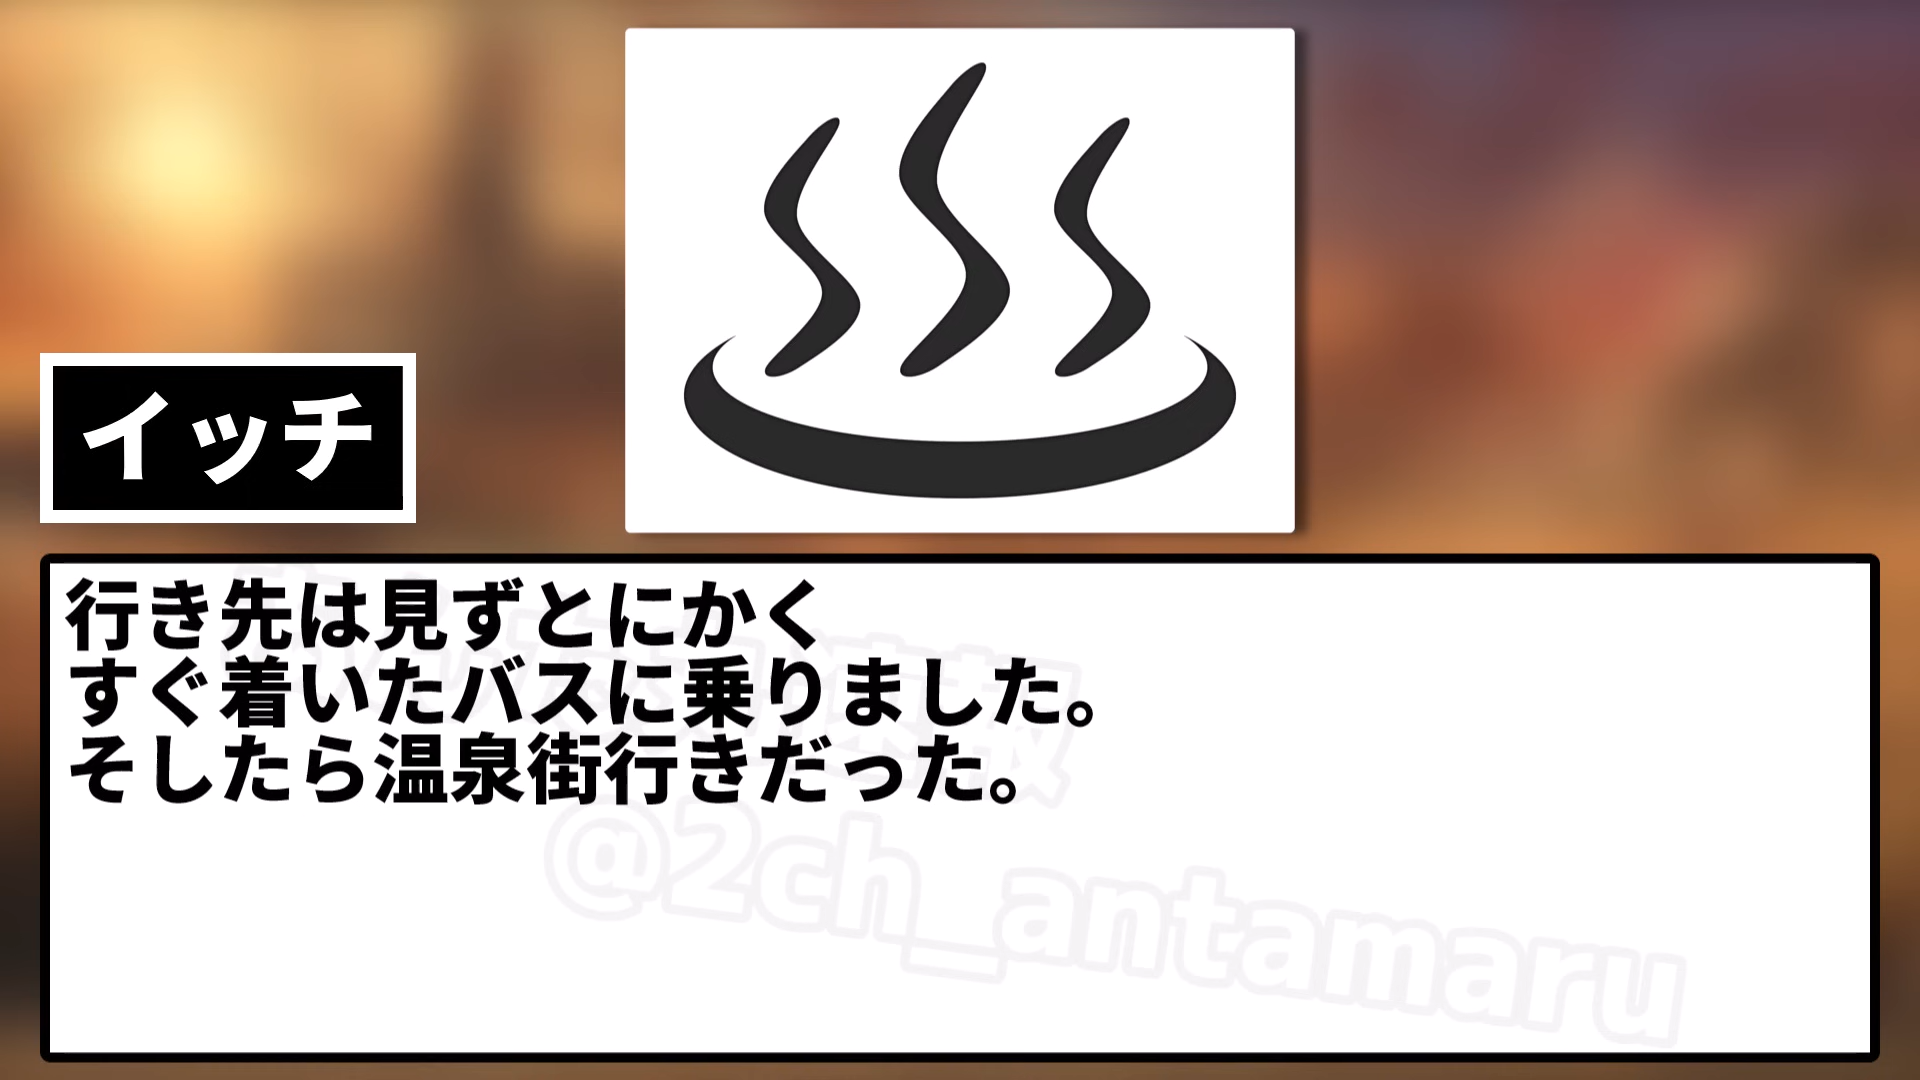 イッチ
行き先は見ずとにかく
すぐ着いたバスに乗りました。
そしたら温泉街行きだった。
@2ch_antamaru